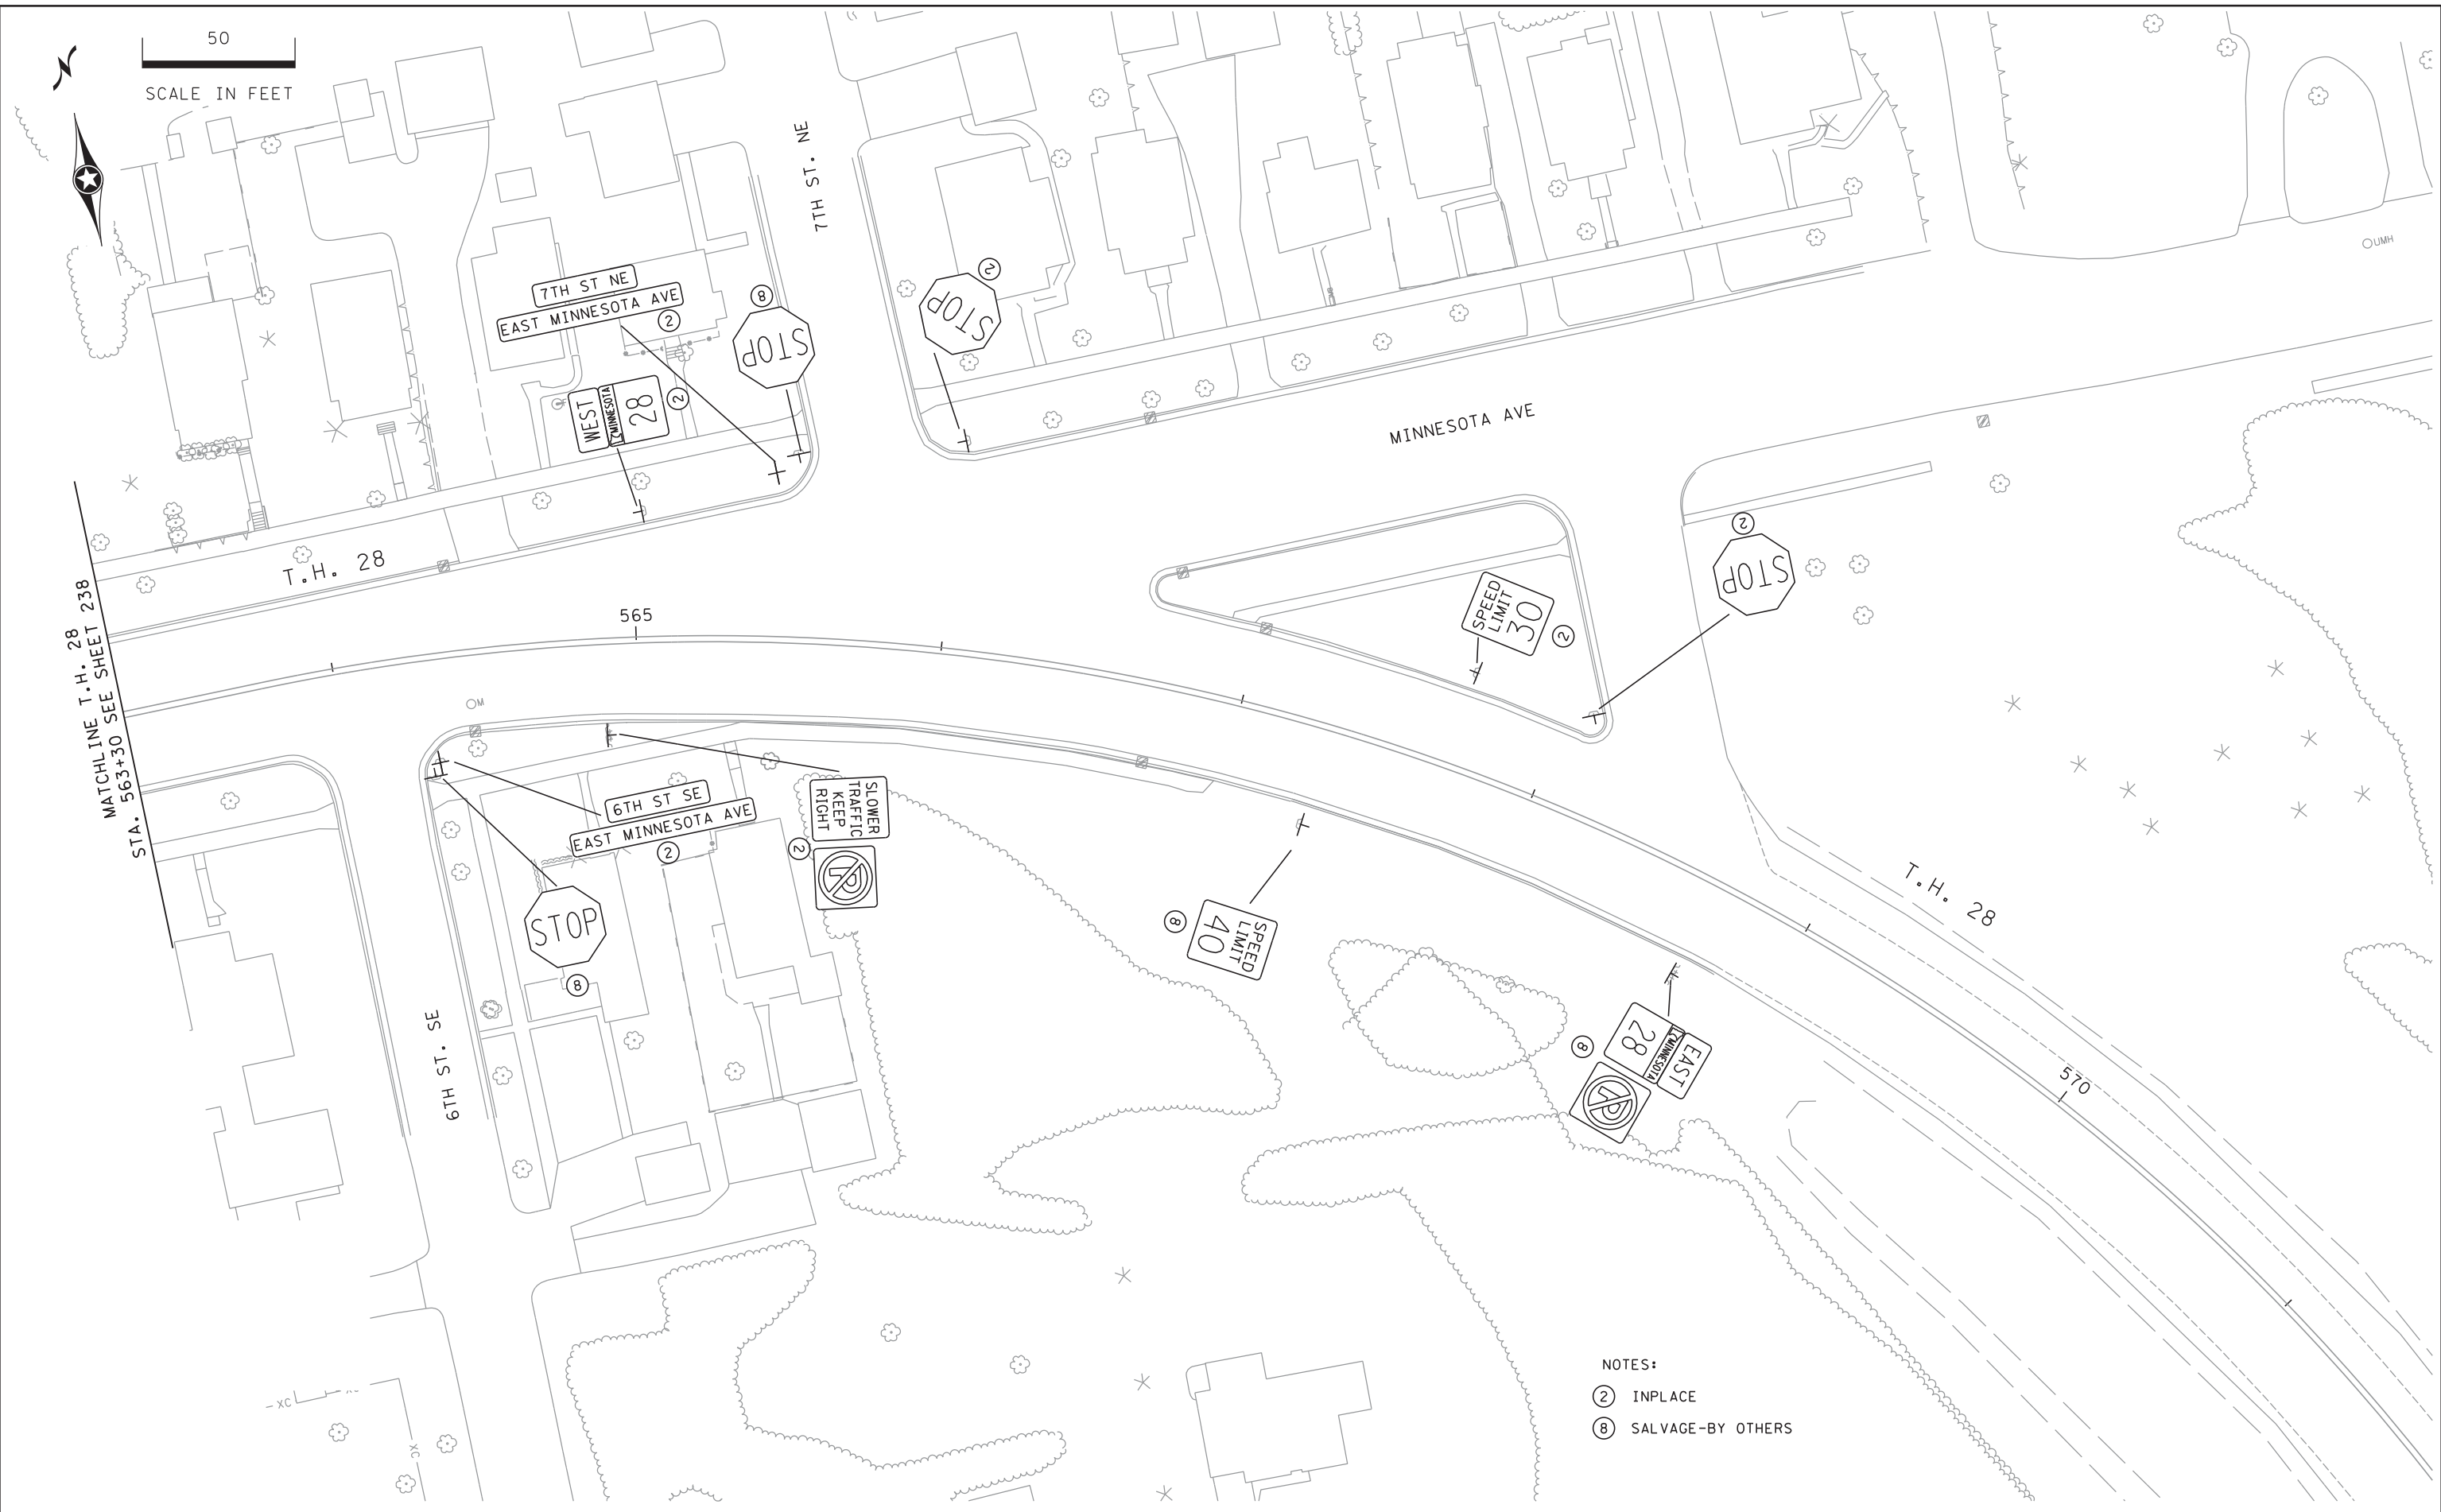 50
SCALE IN FEET
N
7TH ST. NE
UMH
7TH ST NE
EAST MINNESOTA AVE
2
8
STOP
2
STOP
WEST
MINNESOTA
28
2
MINNESOTA AVE
T.H. 28
MATCHLINE T.H. 28
STA. 563+30 SEE SHEET 238
565
M
2
STOP
SPEED
LIMIT
30
2
6TH ST SE
EAST MINNESOTA AVE
2
SLOWER
TRAFFIC
KEEP
RIGHT
2
P
STOP
8
SPEED
LIMIT
40
8
T.H. 28
6TH ST. SE
EAST
MINNESOTA
28
8
P
570
XC
XC
NOTES:
2 INPLACE
8 SALVAGE-BY OTHERS